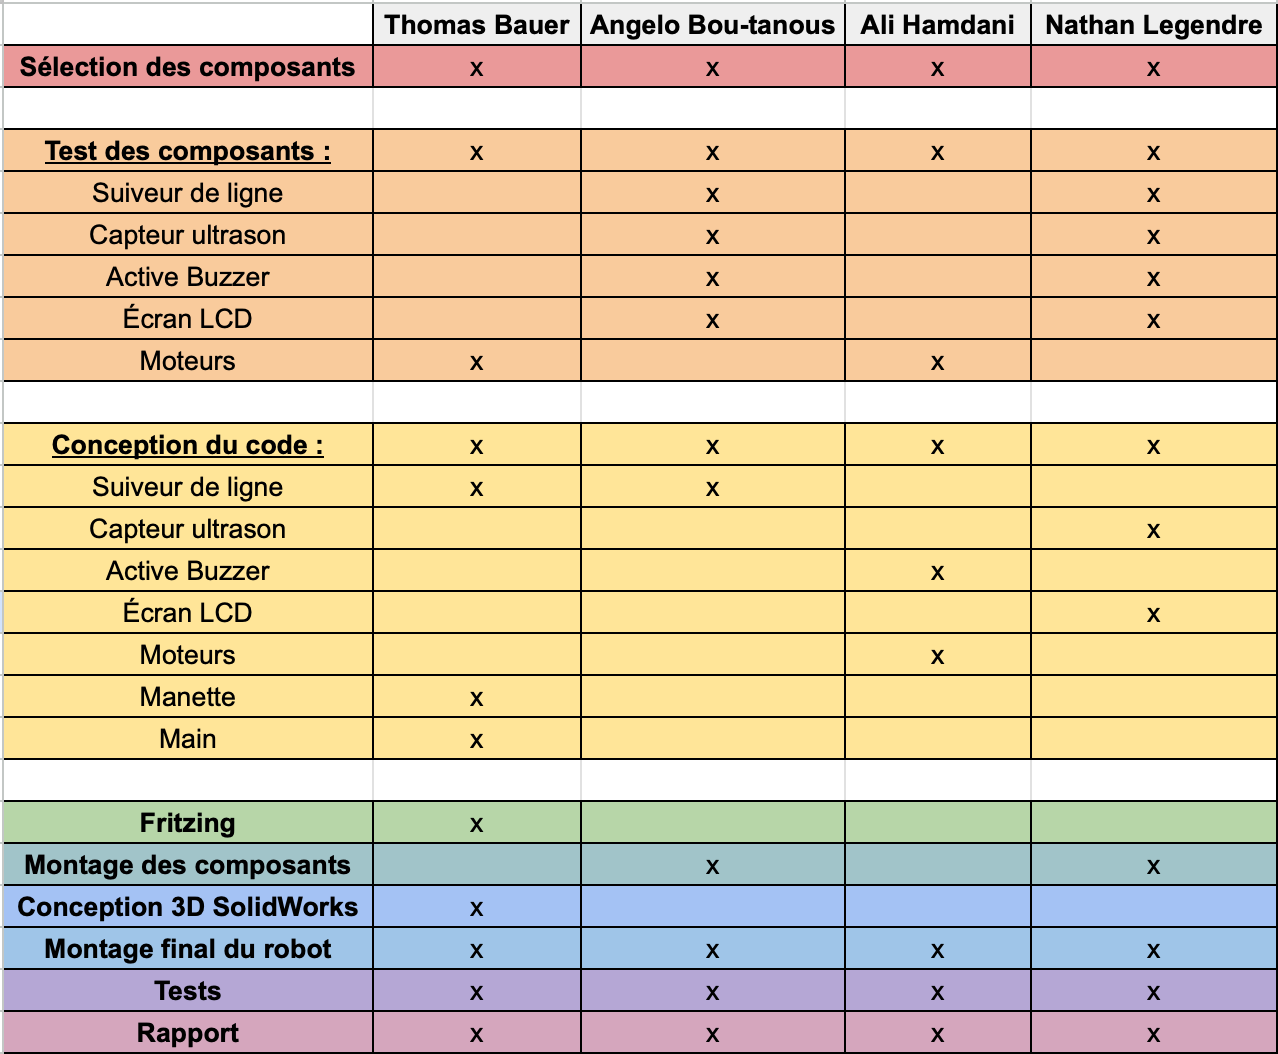 Thomas Bauer Angelo Bou-tanous Ali Hamdani Nathan Legendre
Sélection des composants x x x x
Test des composants : x x x x
Suiveur de ligne x x
Capteur ultrason x x
Active Buzzer x x
Écran LCD x x
Moteurs x x
Conception du code : x x x x
Suiveur de ligne x x
Capteur ultrason x
Active Buzzer x
Écran LCD x
Moteurs x
Manette x
Main x
Fritzing x
Montage des composants x x
Conception 3D SolidWorks x
Montage final du robot x x x x
Tests x x x x
Rapport x x x x